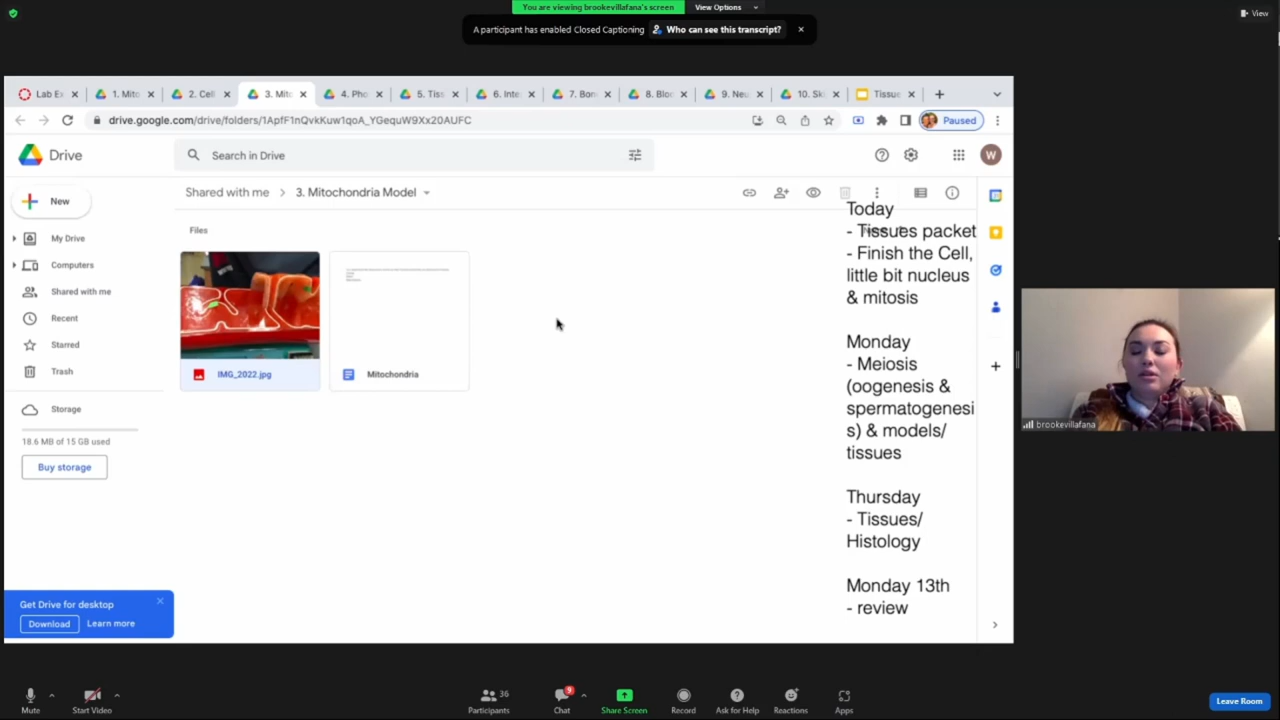 You are viewing brookevillafana's screen
View Options
View
A participant has enabled Closed Captioning
Who can see this transcript?
Lab Ex
1. Mito
2. Cell
3. Mito
4. Pho
5. Tiss
6. Inte
7. Bon
8. Bloo
9. Neu
10. Sk
Tissue
drive.google.com/drive/folders/1ApfF1nQvkKuw1qoA_YGequW9Xx20AUFC
Paused
Drive
Search in Drive
W
New
Shared with me > 3. Mitochondria Model
My Drive
Computers
Shared with me
Recent
Starred
Trash
Storage
18.6 MB of 15 GB used
Buy storage
Files
IMG_2022.jpg
Mitochondria
Today
- Tissues packet
- Finish the Cell,
little bit nucleus
& mitosis
Monday
- Meiosis
(oogenesis &
spermatogenesi
s) & models/
tissues
Thursday
- Tissues/
Histology
Monday 13th
- review
Get Drive for desktop
Download
Learn more
brookevillafana
Mute
Start Video
36
Participants
9
Chat
Share Screen
Record
Ask for Help
Reactions
Apps
Leave Room